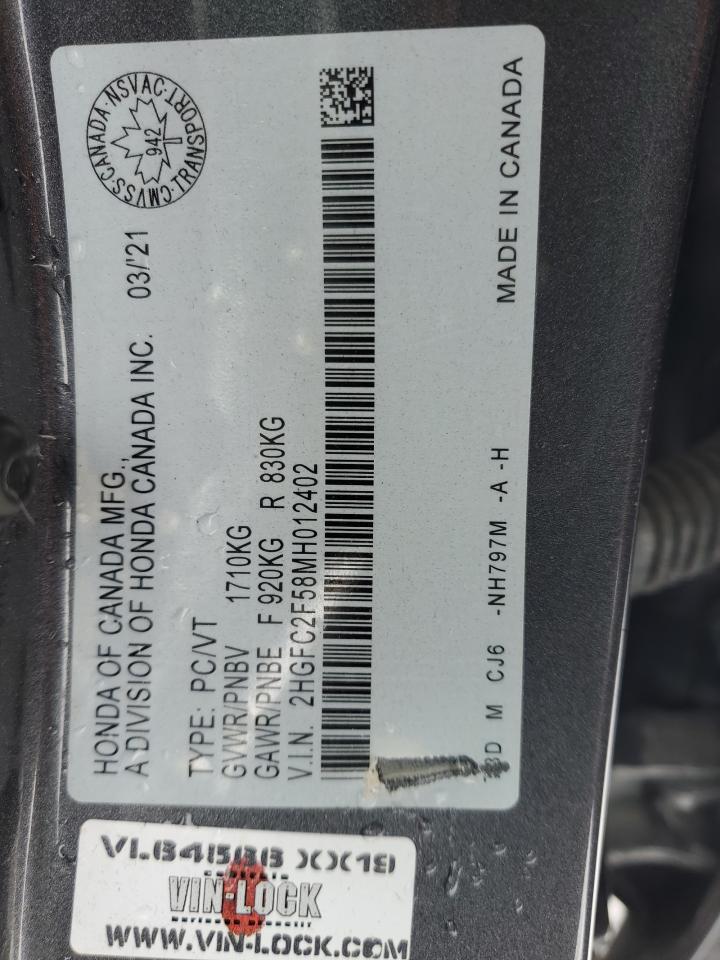 HONDA OF CANADA MFG.,
A DIVISION OF HONDA CANADA INC. 03/'21
TYPE: PC/VT
GVWR/PNBV 1710KG
GAWR/PNBE F 920KG R 830KG
V.I.N. 2HGFC2F58MH012402
D M CJ6 -NH797M -A -H
MADE IN CANADA
CMVSS·CANADA·NSVAC·TRANSPORT·
942
VL64586 XX19
VIN-LOCK
WWW.VIN-LOCK.COM